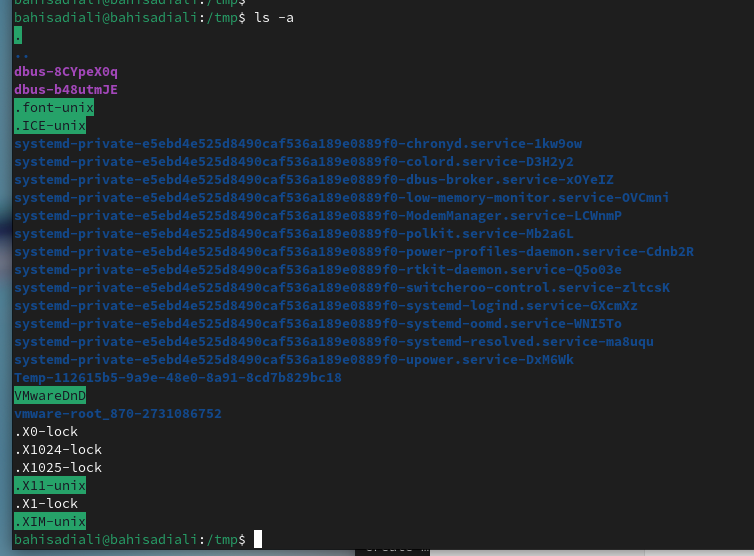 bahisadiali@bahisadiali:/tmp$
bahisadiali@bahisadiali:/tmp$ ls -a
.
..
dbus-8CYpeX0q
dbus-b48utmJE
.font-unix
.ICE-unix
systemd-private-e5ebd4e525d8490caf536a189e0889f0-chronyd.service-1kw9ow
systemd-private-e5ebd4e525d8490caf536a189e0889f0-colord.service-D3H2y2
systemd-private-e5ebd4e525d8490caf536a189e0889f0-dbus-broker.service-xOYeIZ
systemd-private-e5ebd4e525d8490caf536a189e0889f0-low-memory-monitor.service-OVCmni
systemd-private-e5ebd4e525d8490caf536a189e0889f0-ModemManager.service-LCWnmP
systemd-private-e5ebd4e525d8490caf536a189e0889f0-polkit.service-Mb2a6L
systemd-private-e5ebd4e525d8490caf536a189e0889f0-power-profiles-daemon.service-Cdnb2R
systemd-private-e5ebd4e525d8490caf536a189e0889f0-rtkit-daemon.service-Q5o03e
systemd-private-e5ebd4e525d8490caf536a189e0889f0-switcheroo-control.service-zltcsK
systemd-private-e5ebd4e525d8490caf536a189e0889f0-systemd-logind.service-GXcmXz
systemd-private-e5ebd4e525d8490caf536a189e0889f0-systemd-oomd.service-WNI5To
systemd-private-e5ebd4e525d8490caf536a189e0889f0-systemd-resolved.service-ma8uqu
systemd-private-e5ebd4e525d8490caf536a189e0889f0-upower.service-DxM6Wk
Temp-112615b5-9a9e-48e0-8a91-8cd7b829bc18
VMwareDnD
vmware-root_870-2731086752
.X0-lock
.X1024-lock
.X1025-lock
.X11-unix
.X1-lock
.XIM-unix
bahisadiali@bahisadiali:/tmp$